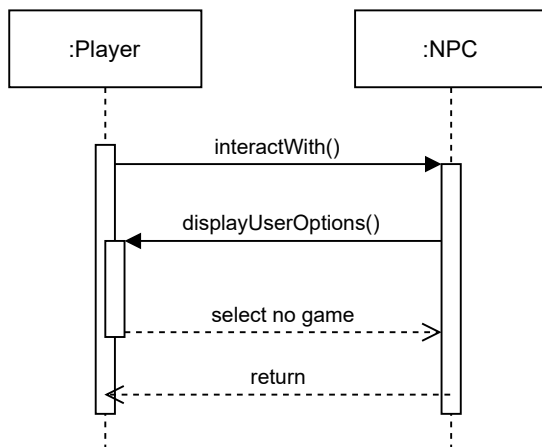 :Player
:NPC
interactWith()
displayUserOptions()
select no game
return